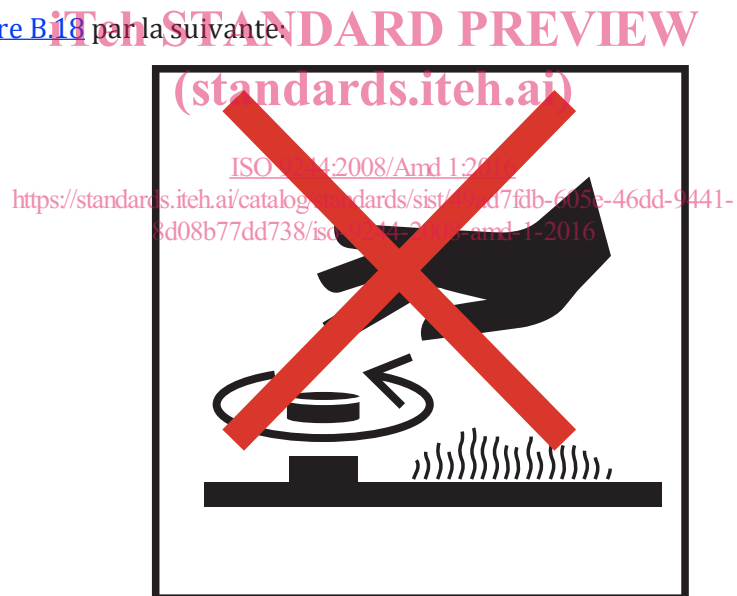 re B.18 par la suivante:
iTeh STANDARD PREVIEW
(standards.iteh.ai)
ISO 9244:2008/Amd 1:2016
https://standards.iteh.ai/catalog/standards/sist/49ad7fdb-605e-46dd-9441-
8d08b77dd738/iso-9244-2008-amd-1-2016